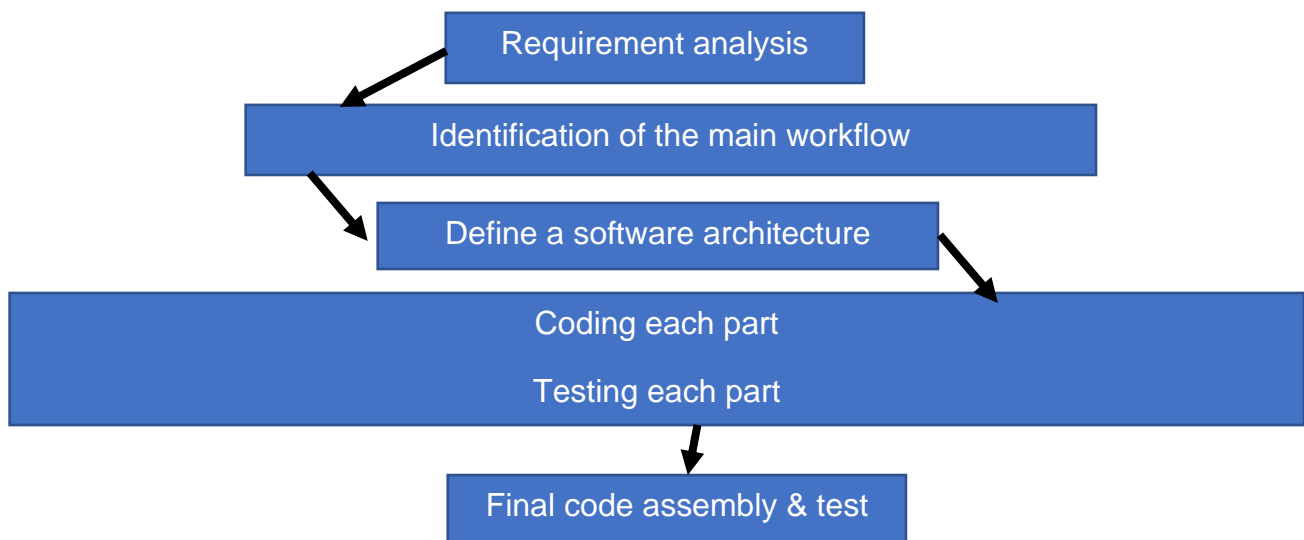 Requirement analysis
Identification of the main workflow
Define a software architecture
Coding each part
Testing each part
Final code assembly & test